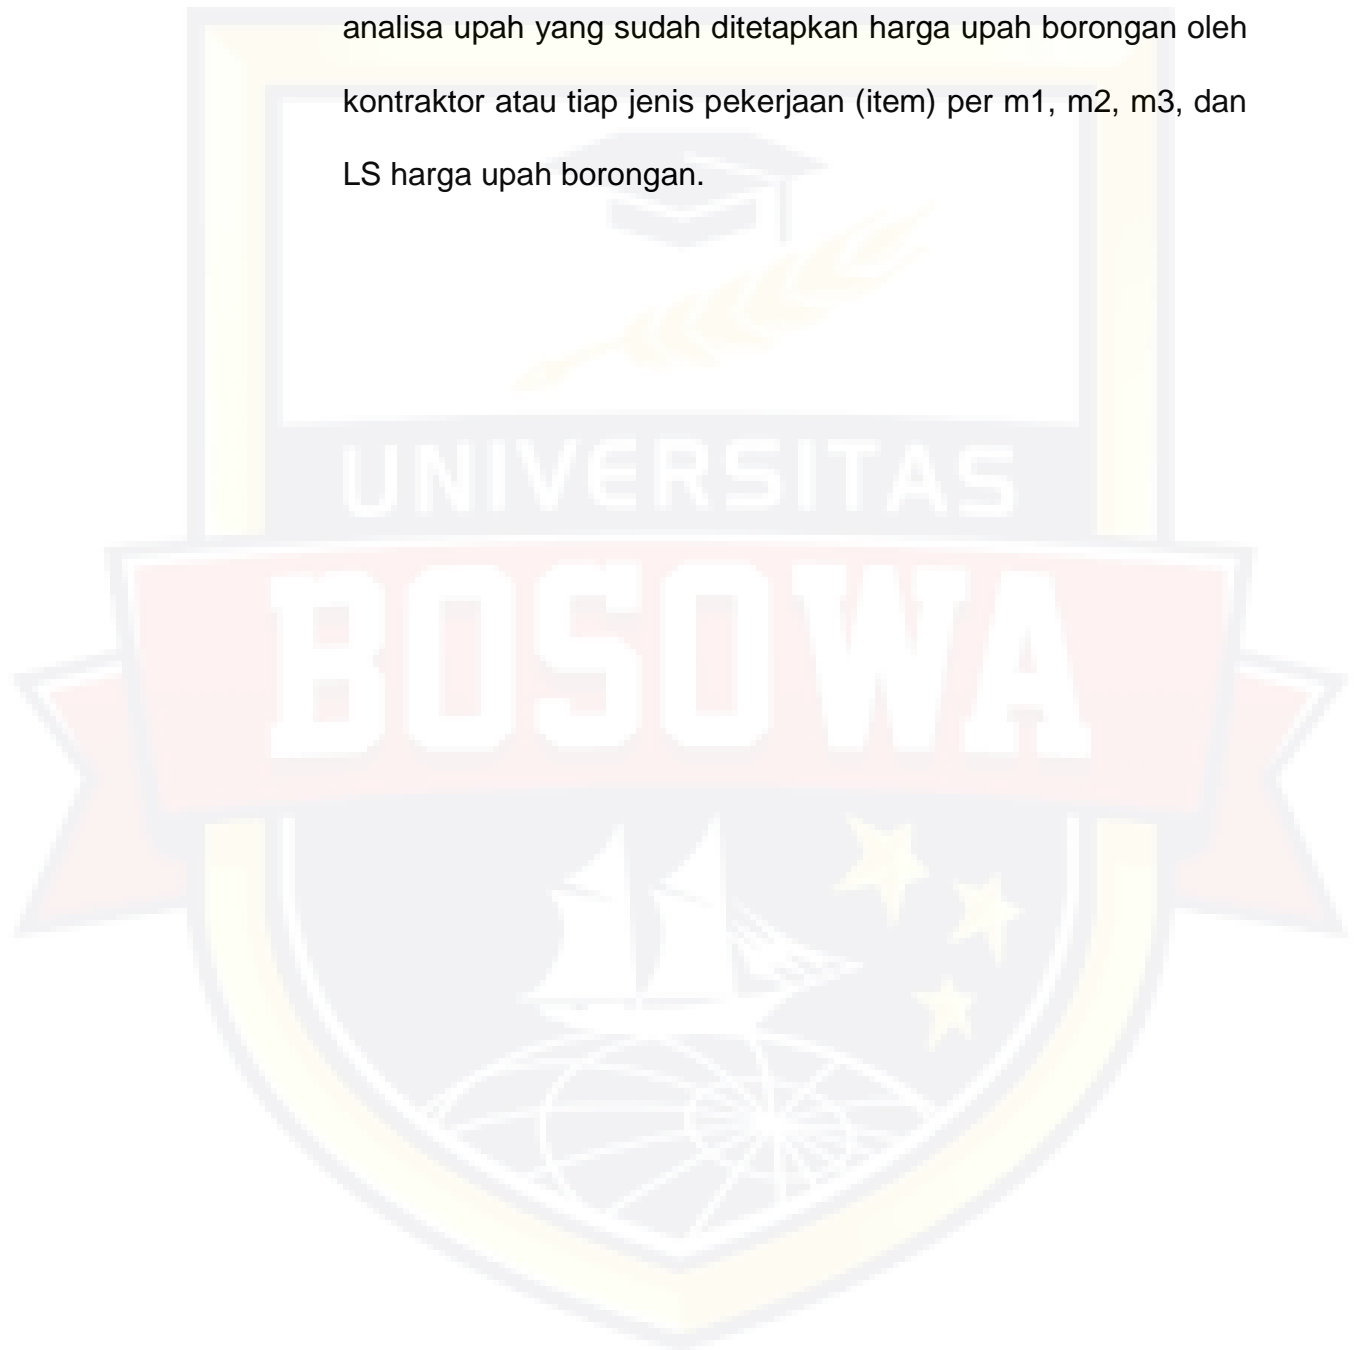 analisa upah yang sudah ditetapkan harga upah borongan oleh
kontraktor atau tiap jenis pekerjaan (item) per m1, m2, m3, dan
LS harga upah borongan.
UNIVERSITAS
BOSOWA